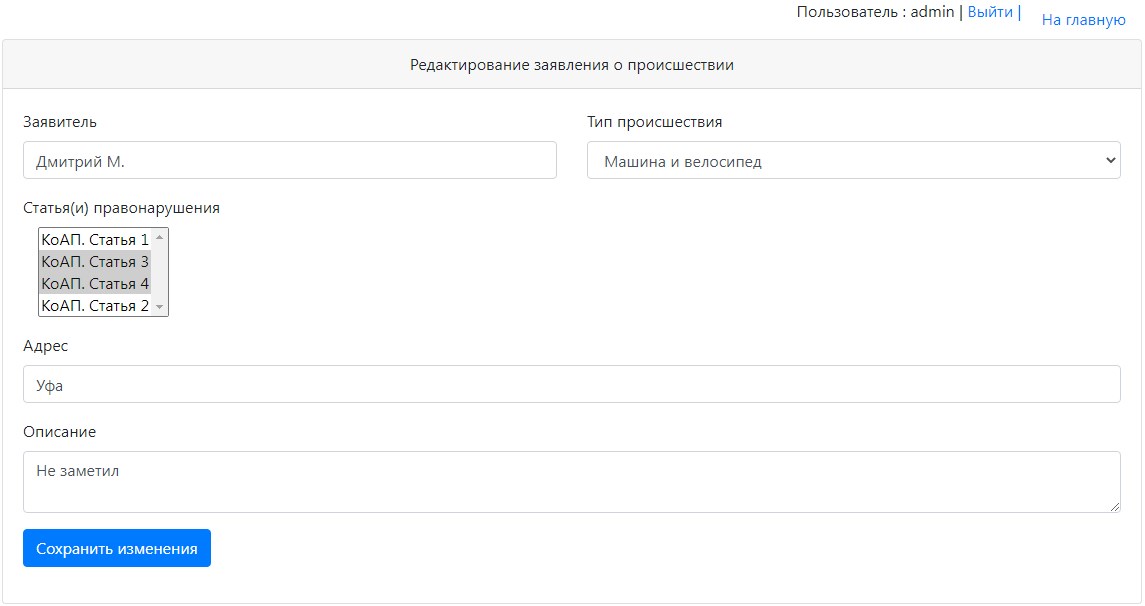 Пользователь : admin | Выйти | На главную
Редактирование заявления о происшествии
Заявитель
Тип происшествия
Дмитрий М.
Машина и велосипед
Статья(и) правонарушения
КоАП. Статья 1
КоАП. Статья 3
КоАП. Статья 4
КоАП. Статья 2
Адрес
Уфа
Описание
Не заметил
Сохранить изменения